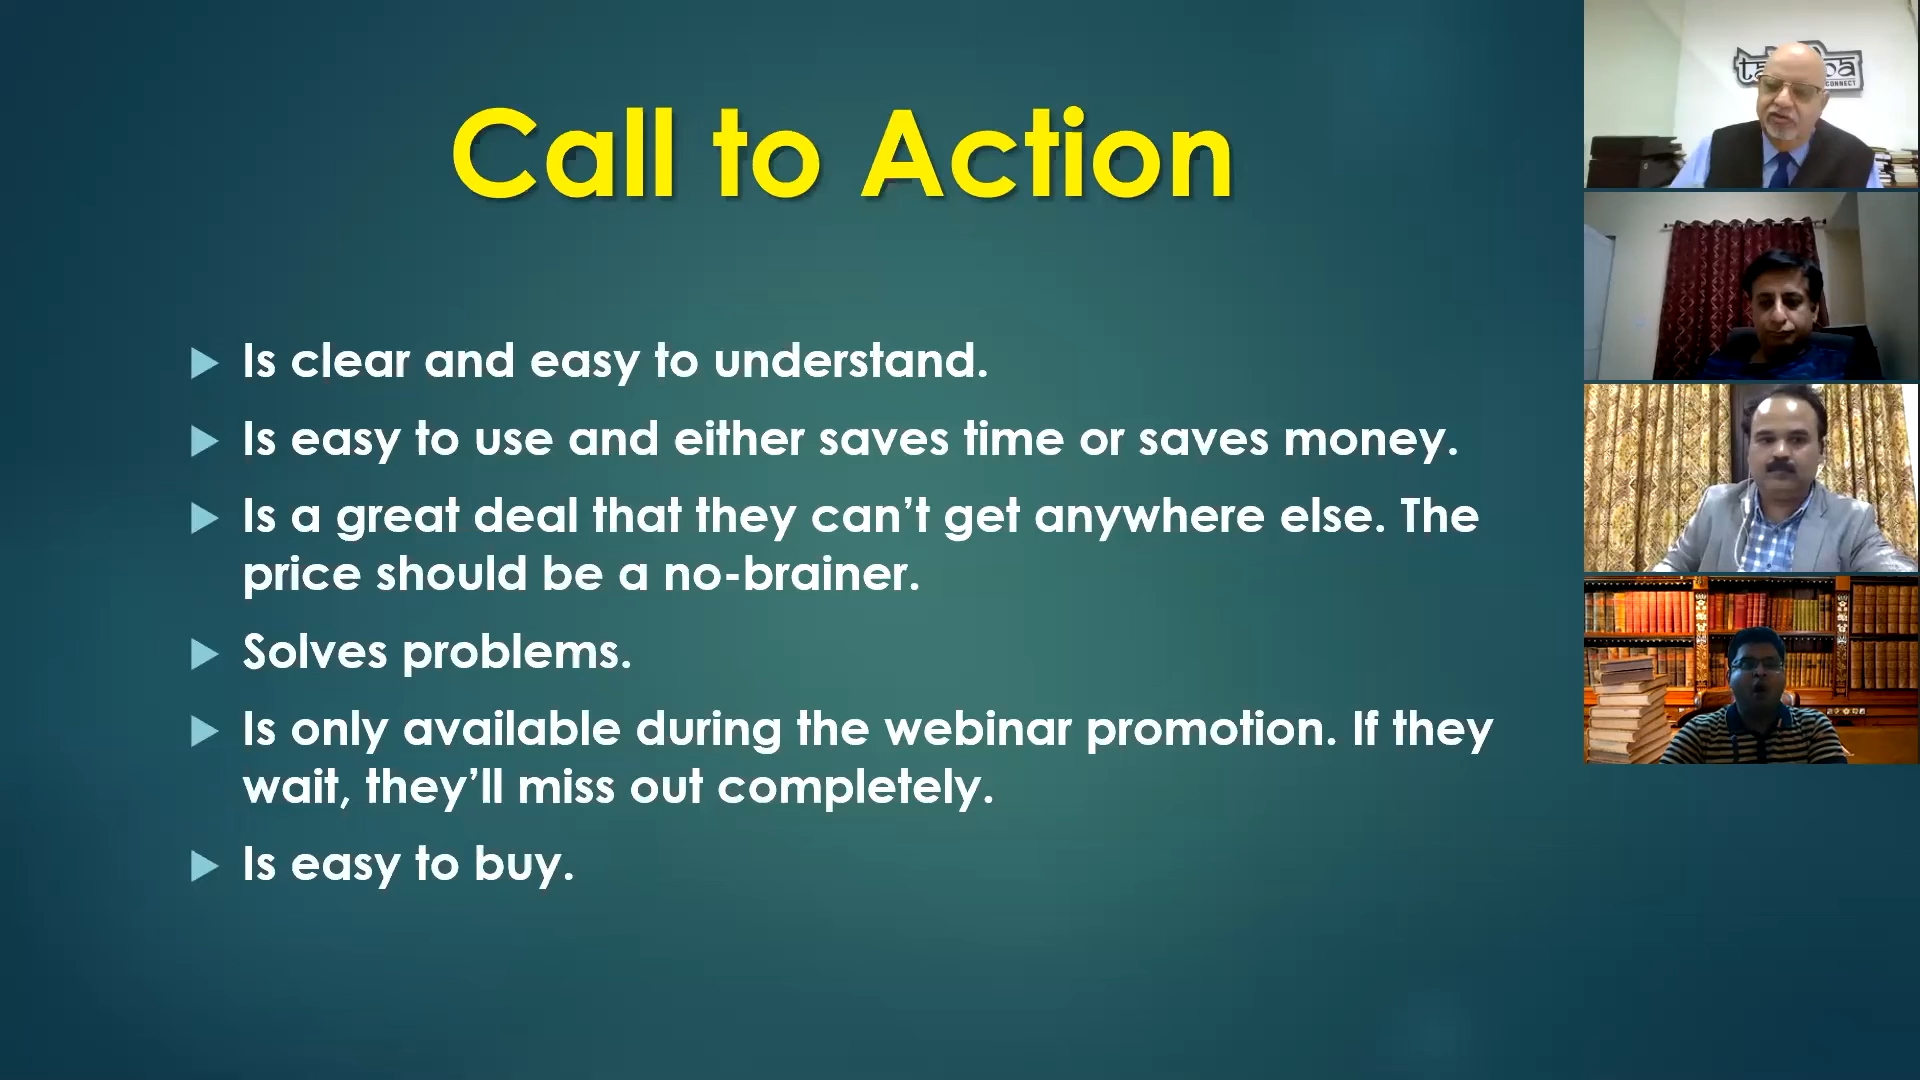 Call to Action
Is clear and easy to understand.
Is easy to use and either saves time or saves money.
Is a great deal that they can’t get anywhere else. The
price should be a no-brainer.
Solves problems.
Is only available during the webinar promotion. If they
wait, they’ll miss out completely.
Is easy to buy.
CONNECT